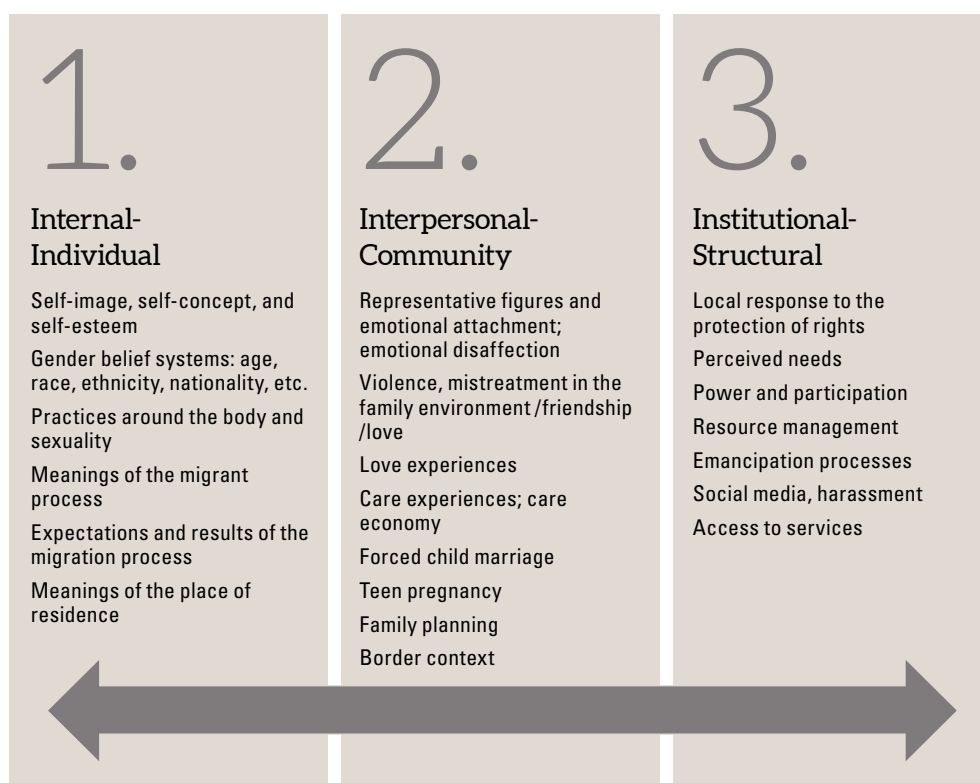 1.
Internal-
Individual
Self-image, self-concept, and
self-esteem
Gender belief systems: age,
race, ethnicity, nationality, etc.
Practices around the body and
sexuality
Meanings of the migrant
process
Expectations and results of the
migration process
Meanings of the place of
residence
2.
Interpersonal-
Community
Representative figures and
emotional attachment;
emotional disaffection
Violence, mistreatment in the
family environment/friendship
/love
Love experiences
Care experiences; care
economy
Forced child marriage
Teen pregnancy
Family planning
Border context
3.
Institutional-
Structural
Local response to the
protection of rights
Perceived needs
Power and participation
Resource management
Emancipation processes
Social media, harassment
Access to services